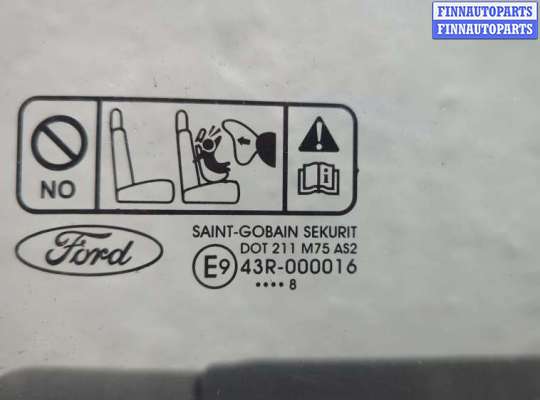 FINNAUTOPARTS
FINNAUTOPARTS
NO
i
Ford
SAINT-GOBAIN SEKURIT
DOT 211 M75 AS2
E9 43R-000016
•••• 8